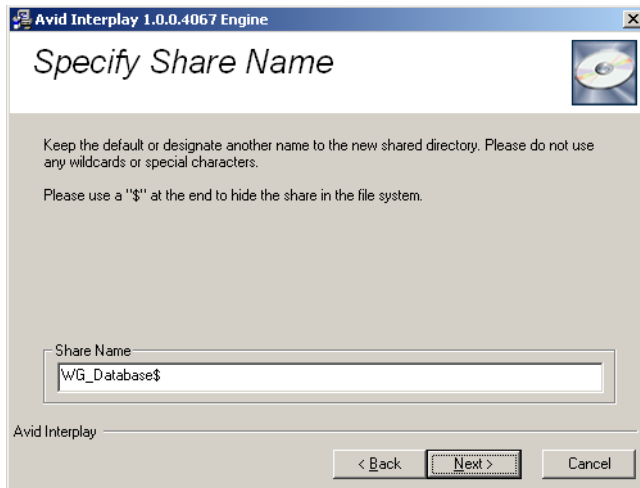 Avid Interplay 1.0.0.4067 Engine
Specify Share Name
Keep the default or designate another name to the new shared directory. Please do not use
any wildcards or special characters.
Please use a "$" at the end to hide the share in the file system.
Share Name
WG_Database$
Avid Interplay
< Back Next > Cancel